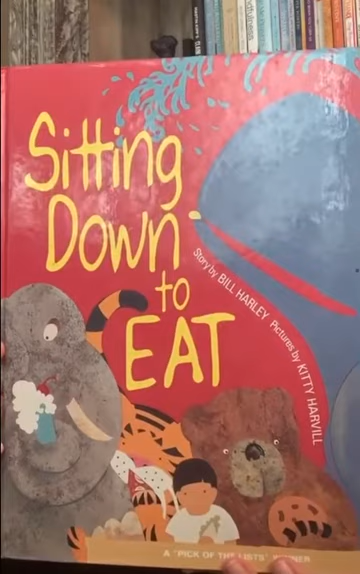 Sitting
Down
to
EAT
Story by BILL HARLEY Pictures by KITTY HARVILL
A "PICK OF THE LISTS" WINNER